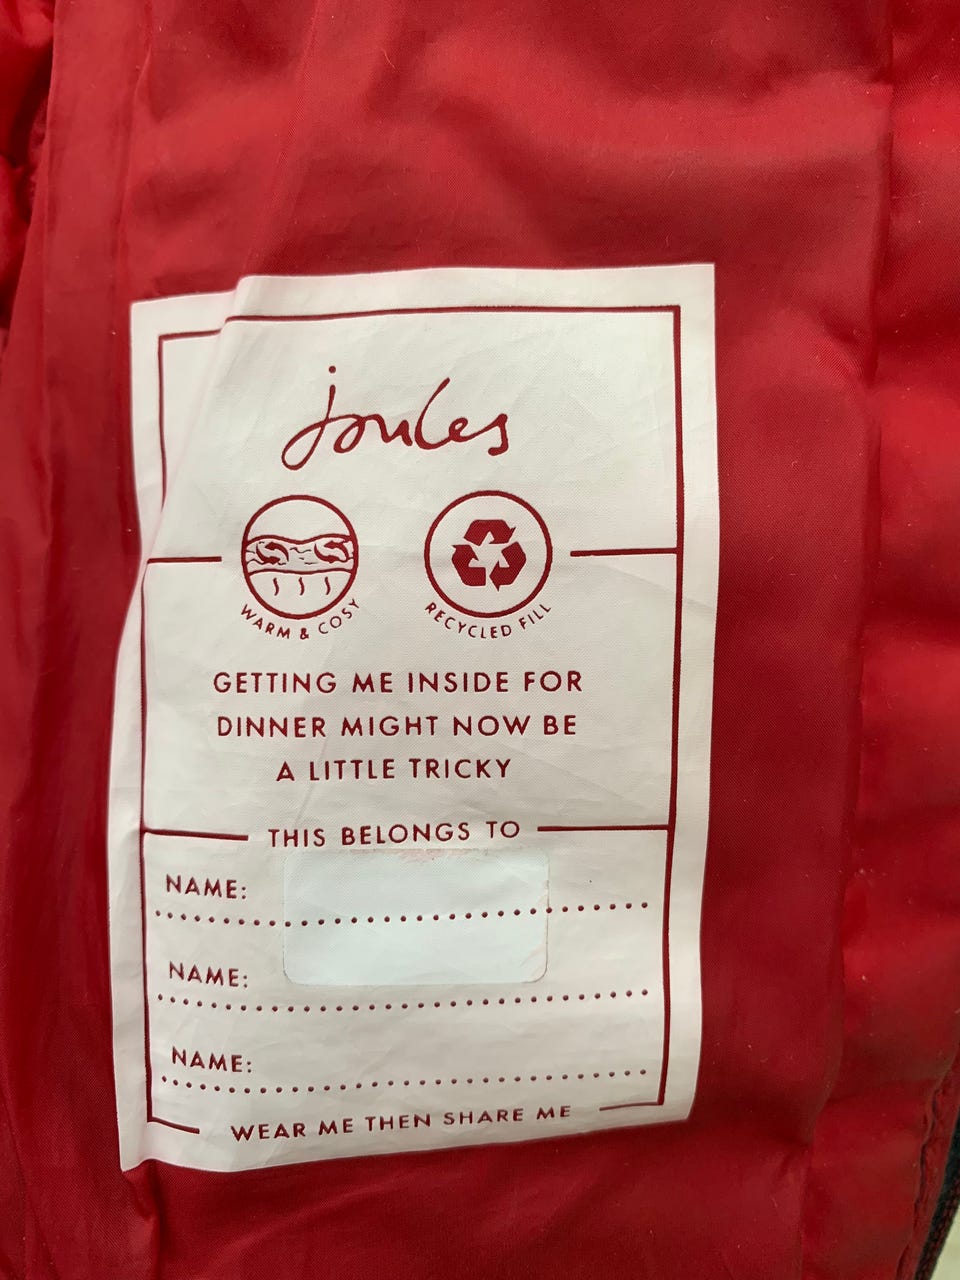 joules
WARM & COSY
RECYCLED FILL
GETTING ME INSIDE FOR
DINNER MIGHT NOW BE
A LITTLE TRICKY
THIS BELONGS TO
NAME:
NAME:
NAME:
WEAR ME THEN SHARE ME